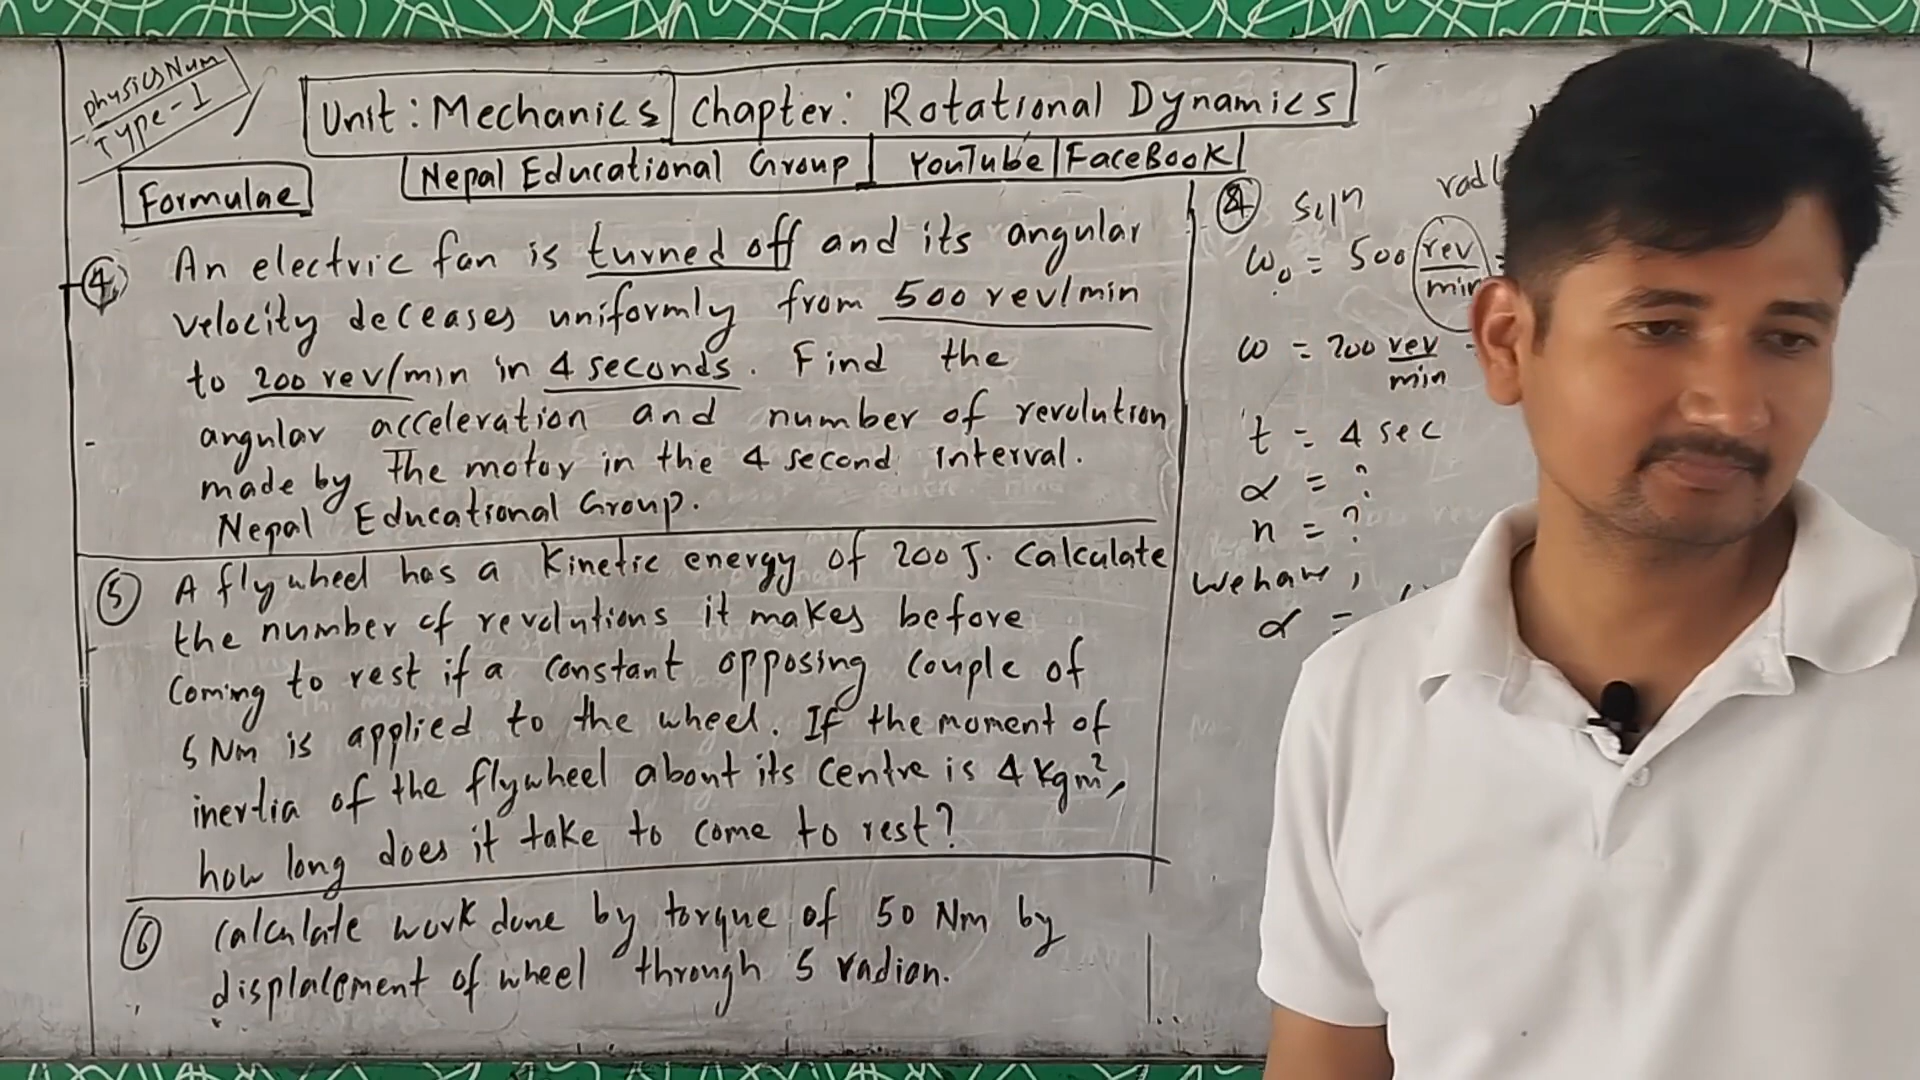 physics Num
Type-1
Unit: Mechanics Chapter: Rotational Dynamics
Nepal Educational Group YouTube FaceBook
Formulae
4 An electric fan is turned off and its angular
velocity deceases uniformly from 500 rev/min
to 200 rev/min in 4 seconds. Find the
angular acceleration and number of revolution
made by the motor in the 4 second interval.
Nepal Educational Group.
5 A flywheel has a Kinetic energy of 200 J. Calculate
the number of revolutions it makes before
Coming to rest if a constant opposing couple of
5 Nm is applied to the wheel. If the moment of
inertia of the flywheel about its Centre is 4 Kgm²,
how long does it take to come to rest?
6 Calculate work done by torque of 50 Nm by
displacement of wheel through 5 radian.
Soln
ω₀ = 500 rev/min =
ω = 200 rev/min
t = 4 sec
α = ?
n = ?
We have,
α =